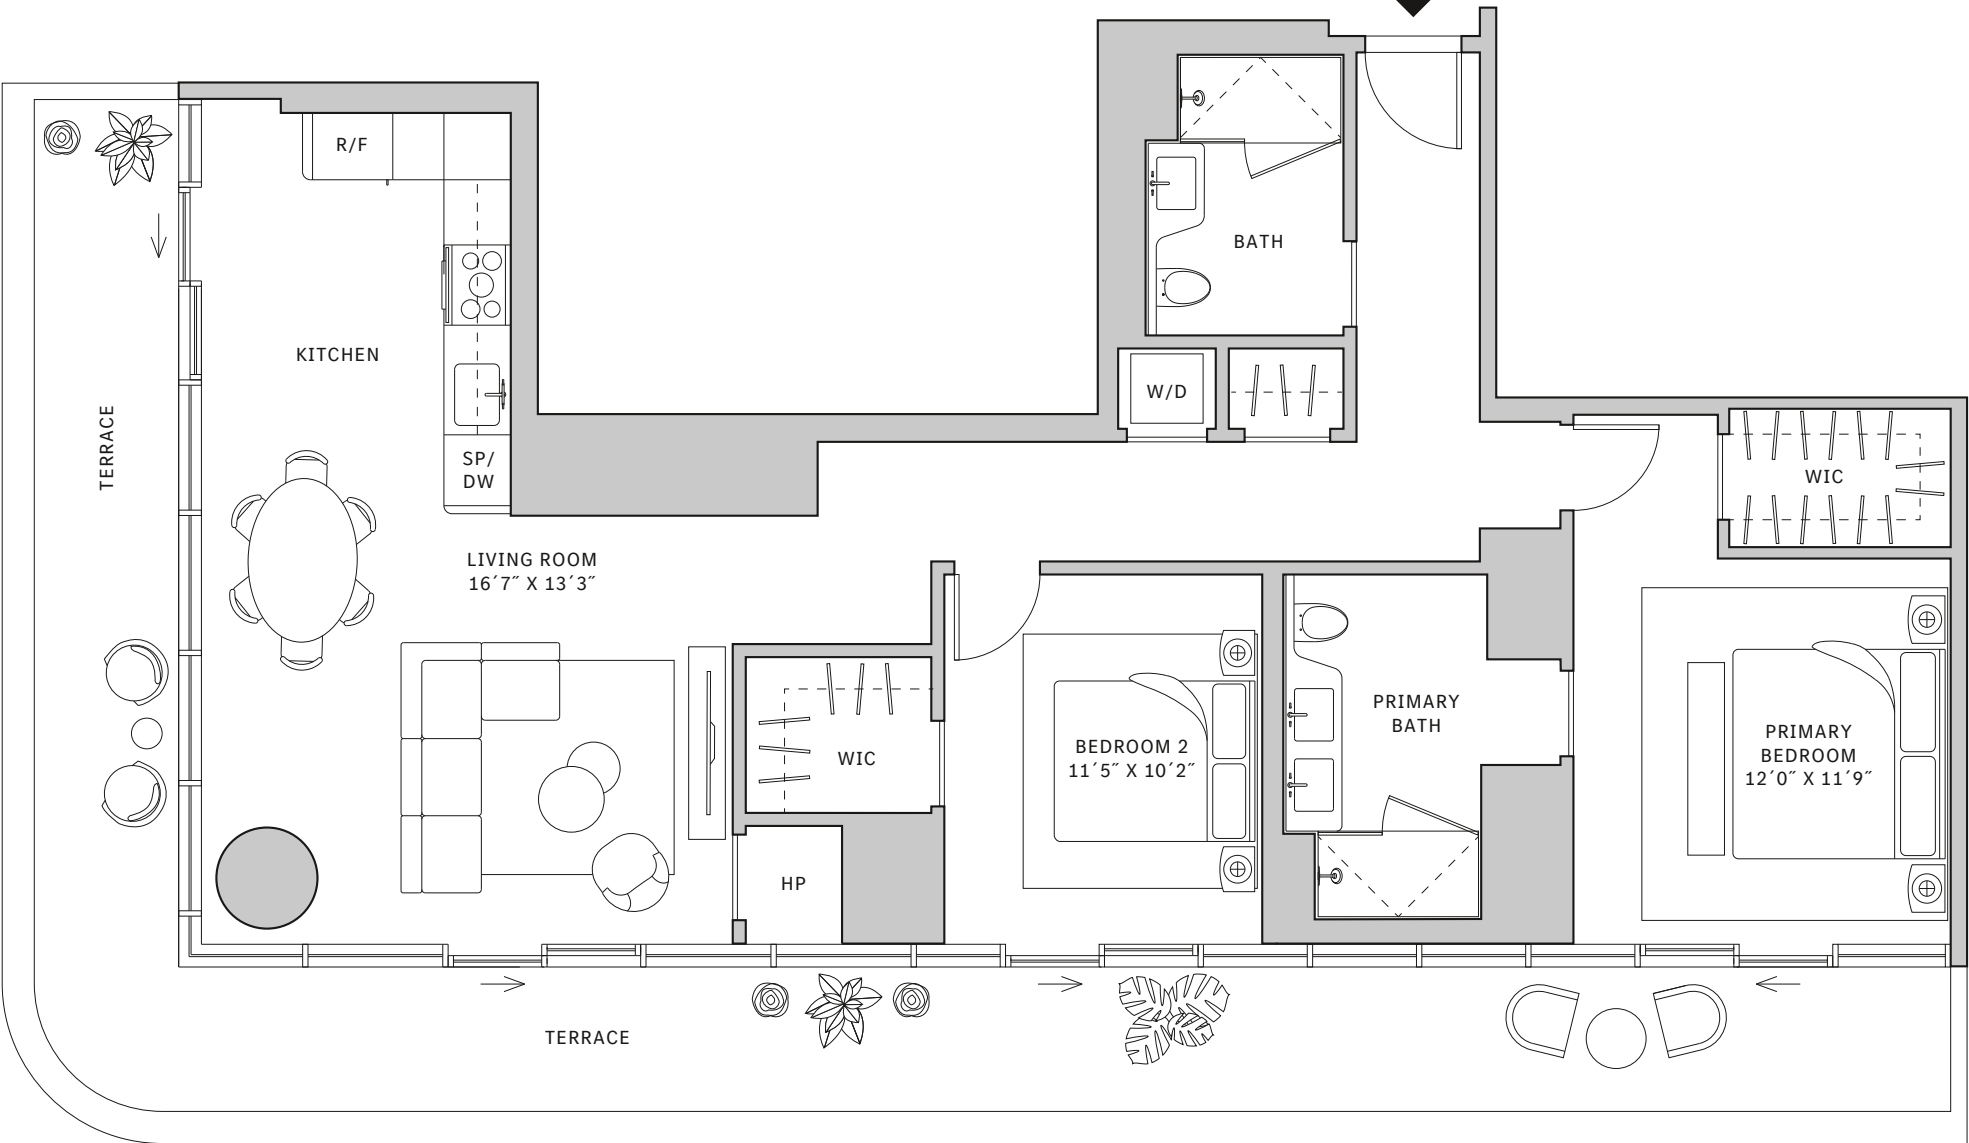 R/F
BATH
KITCHEN
W/D
TERRACE
SP/
DW
WIC
LIVING ROOM
16´7˝ X 13´3˝
PRIMARY
BATH
BEDROOM 2
11´5˝ X 10´2˝
WIC
PRIMARY
BEDROOM
12´0˝ X 11´9˝
HP
TERRACE